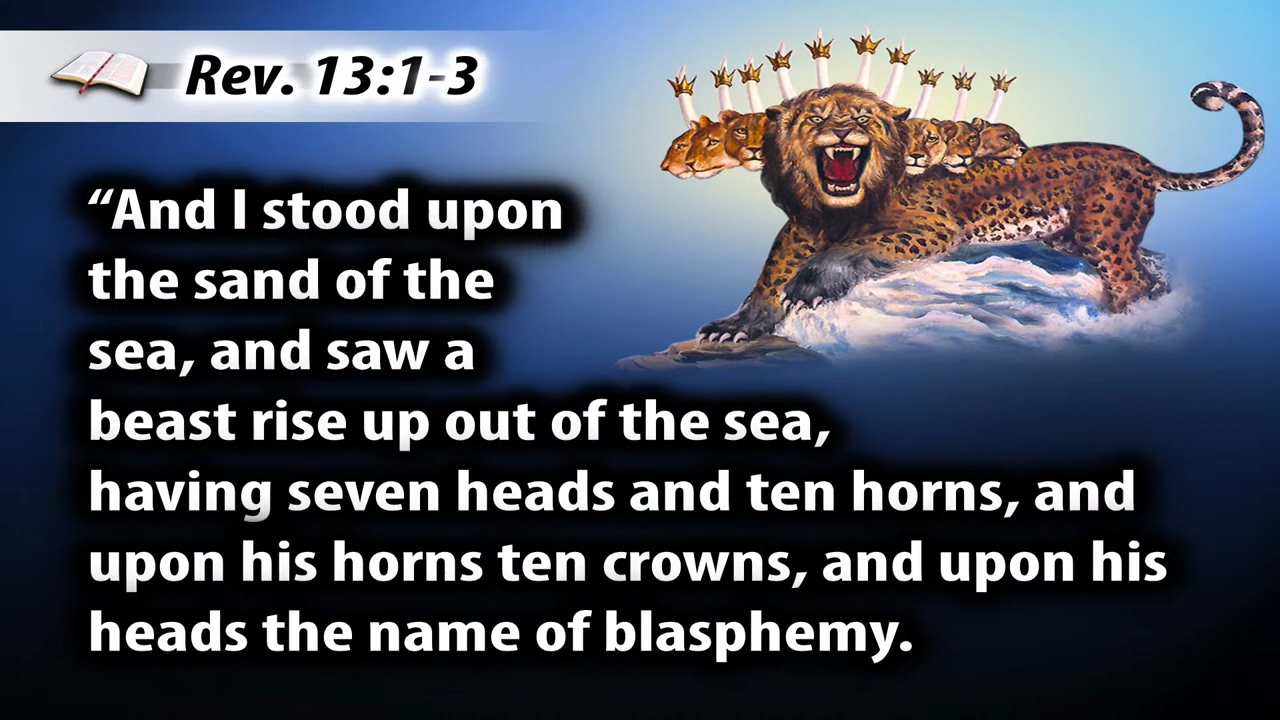 Rev. 13:1-3
“And I stood upon
the sand of the
sea, and saw a
beast rise up out of the sea,
having seven heads and ten horns, and
upon his horns ten crowns, and upon his
heads the name of blasphemy.